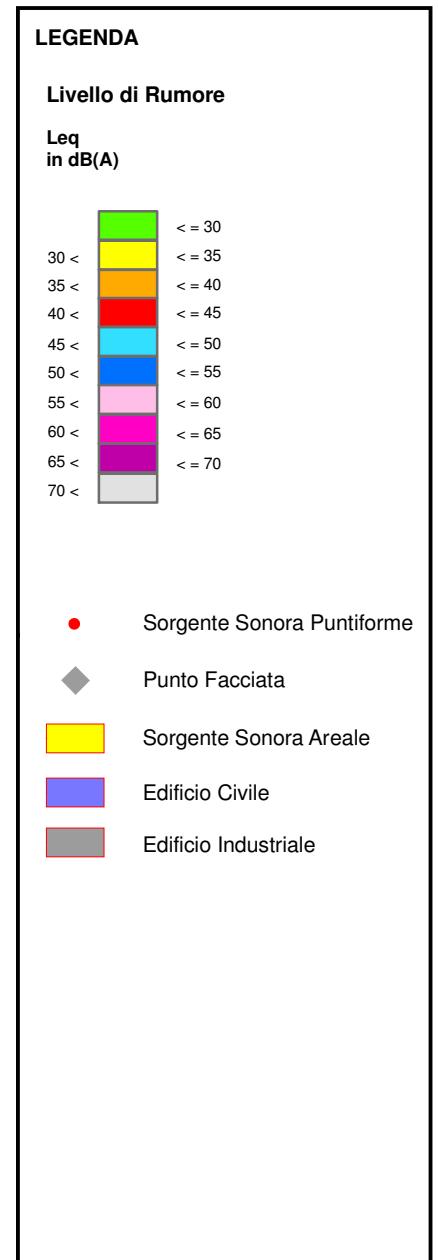 LEGENDA
Livello di Rumore
Leq
in dB(A)
< = 30
30 < < = 35
35 < < = 40
40 < < = 45
45 < < = 50
50 < < = 55
55 < < = 60
60 < < = 65
65 < < = 70
70 <
Sorgente Sonora Puntiforme
Punto Facciata
Sorgente Sonora Areale
Edificio Civile
Edificio Industriale